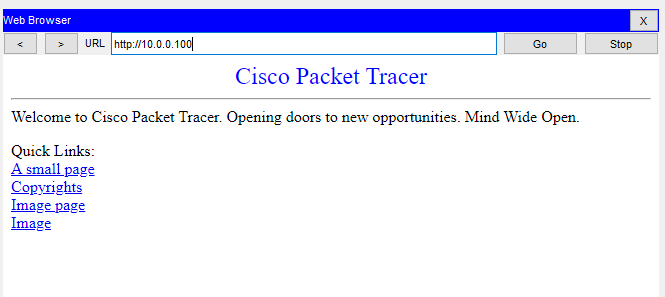 Web Browser X
< > URL http://10.0.0.100 Go Stop
Cisco Packet Tracer
Welcome to Cisco Packet Tracer. Opening doors to new opportunities. Mind Wide Open.
Quick Links:
A small page
Copyrights
Image page
Image